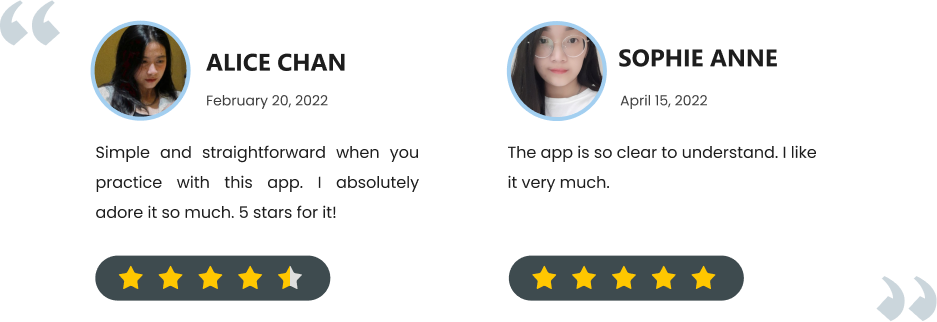 ALICE CHAN
February 20, 2022
Simple and straightforward when you
practice with this app. I absolutely
adore it so much. 5 stars for it!
SOPHIE ANNE
April 15, 2022
The app is so clear to understand. I like
it very much.